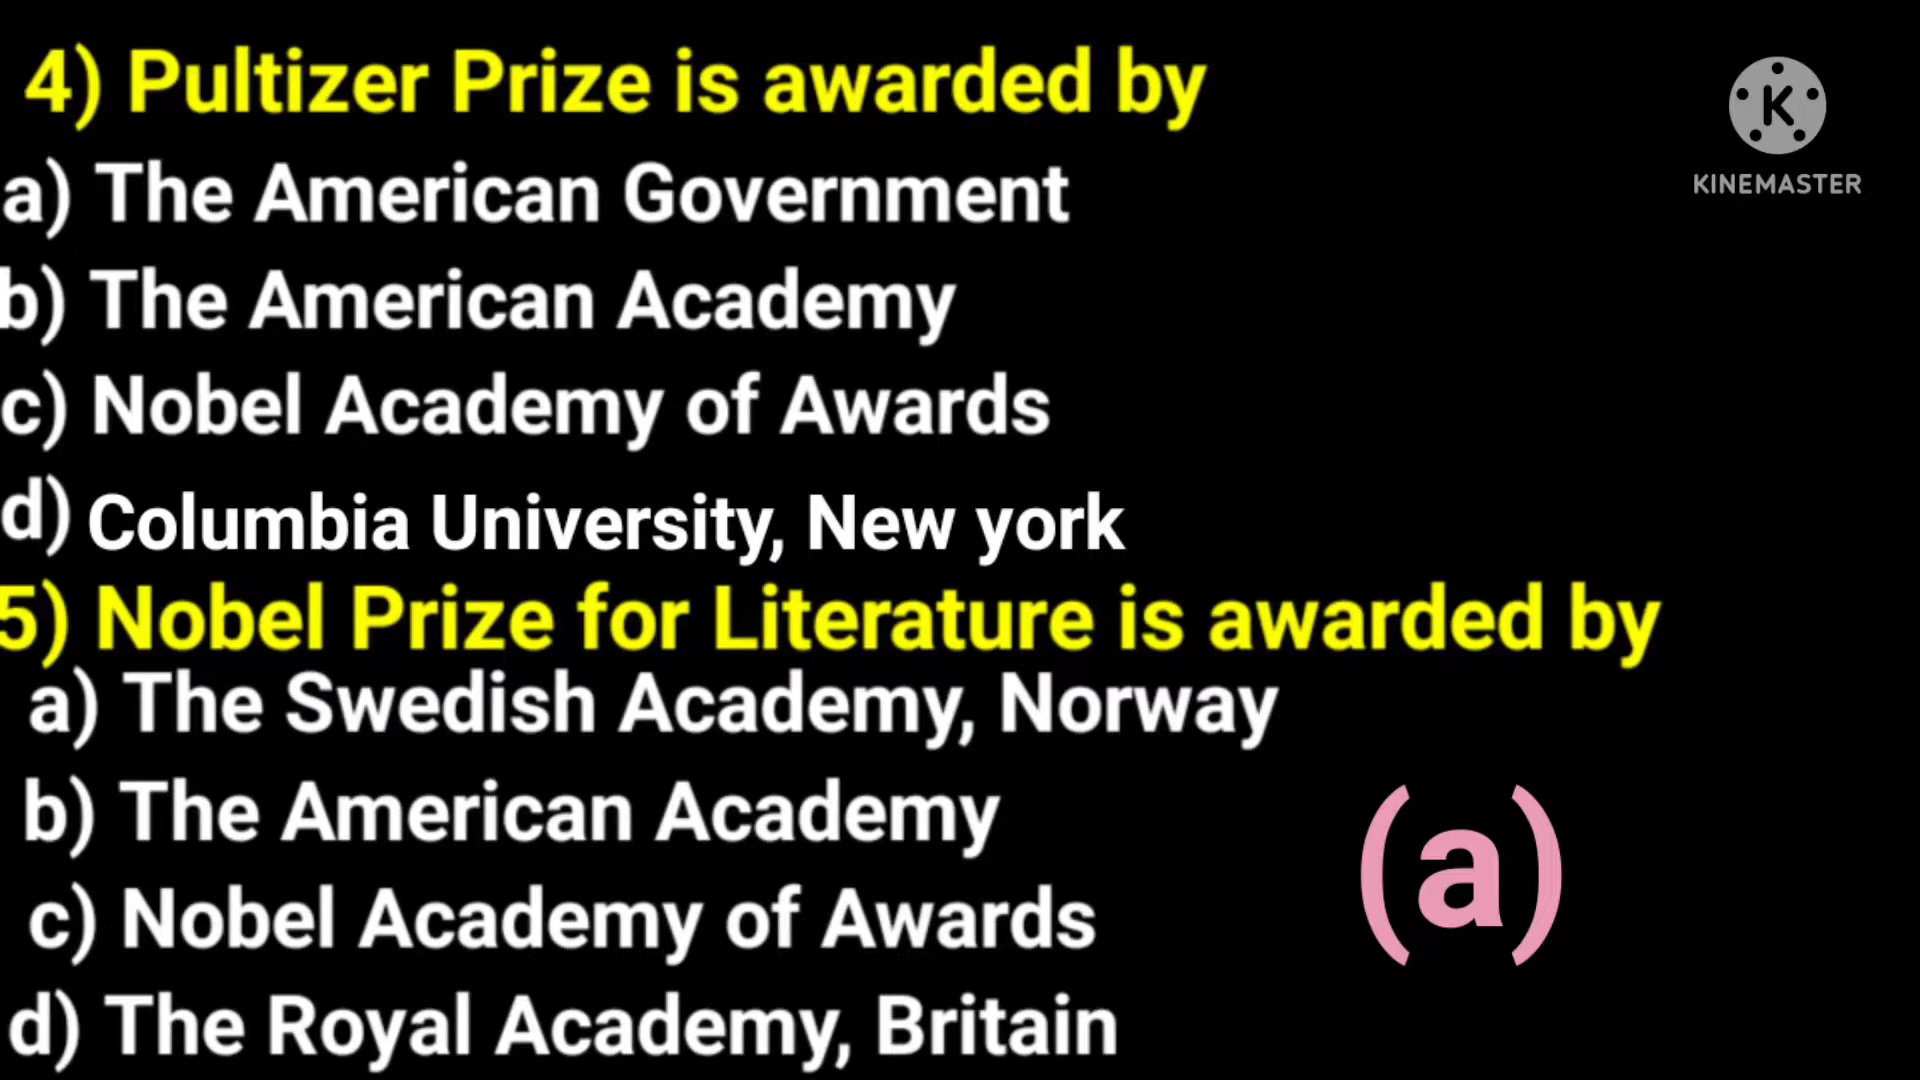 4) Pultizer Prize is awarded by
KINEMASTER
a) The American Government
b) The American Academy
c) Nobel Academy of Awards
d) Columbia University, New york
5) Nobel Prize for Literature is awarded by
a) The Swedish Academy, Norway
b) The American Academy
(a)
c) Nobel Academy of Awards
d) The Royal Academy, Britain